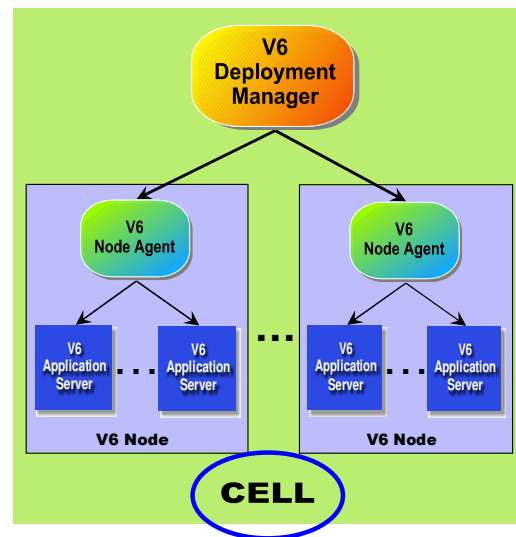 V6
Deployment
Manager
V6
Node Agent
V6
Node Agent
V6
Application
Server
. . .
V6
Application
Server
...
V6
Application
Server
. . .
V6
Application
Server
V6 Node
V6 Node
CELL